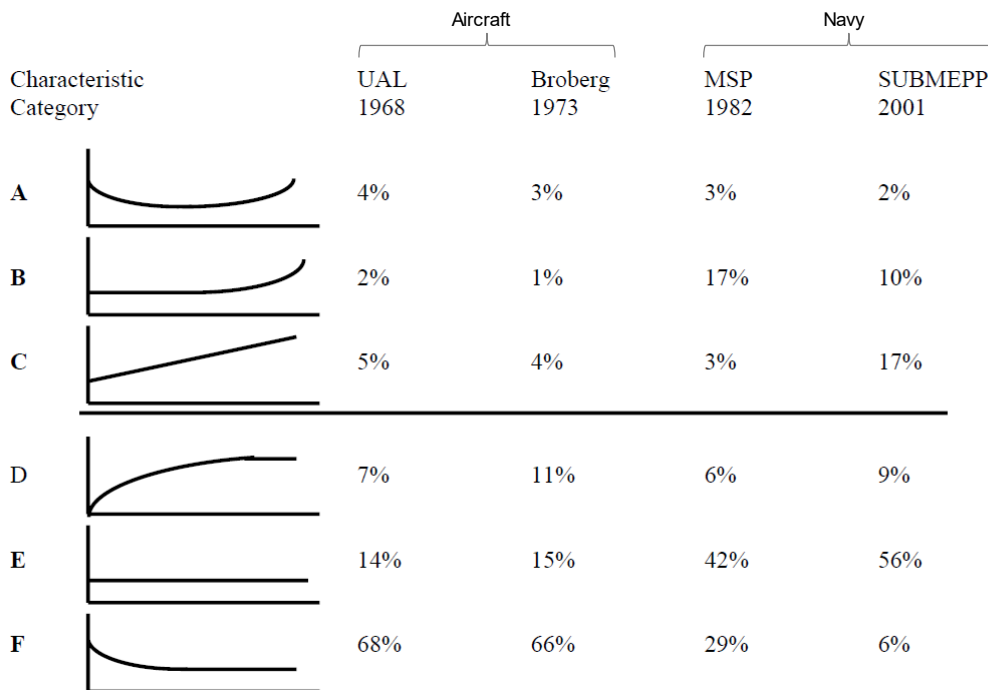 Aircraft Navy
Characteristic UAL Broberg MSP SUBMEPP
Category 1968 1973 1982 2001
A 4% 3% 3% 2%
B 2% 1% 17% 10%
C 5% 4% 3% 17%
D 7% 11% 6% 9%
E 14% 15% 42% 56%
F 68% 66% 29% 6%